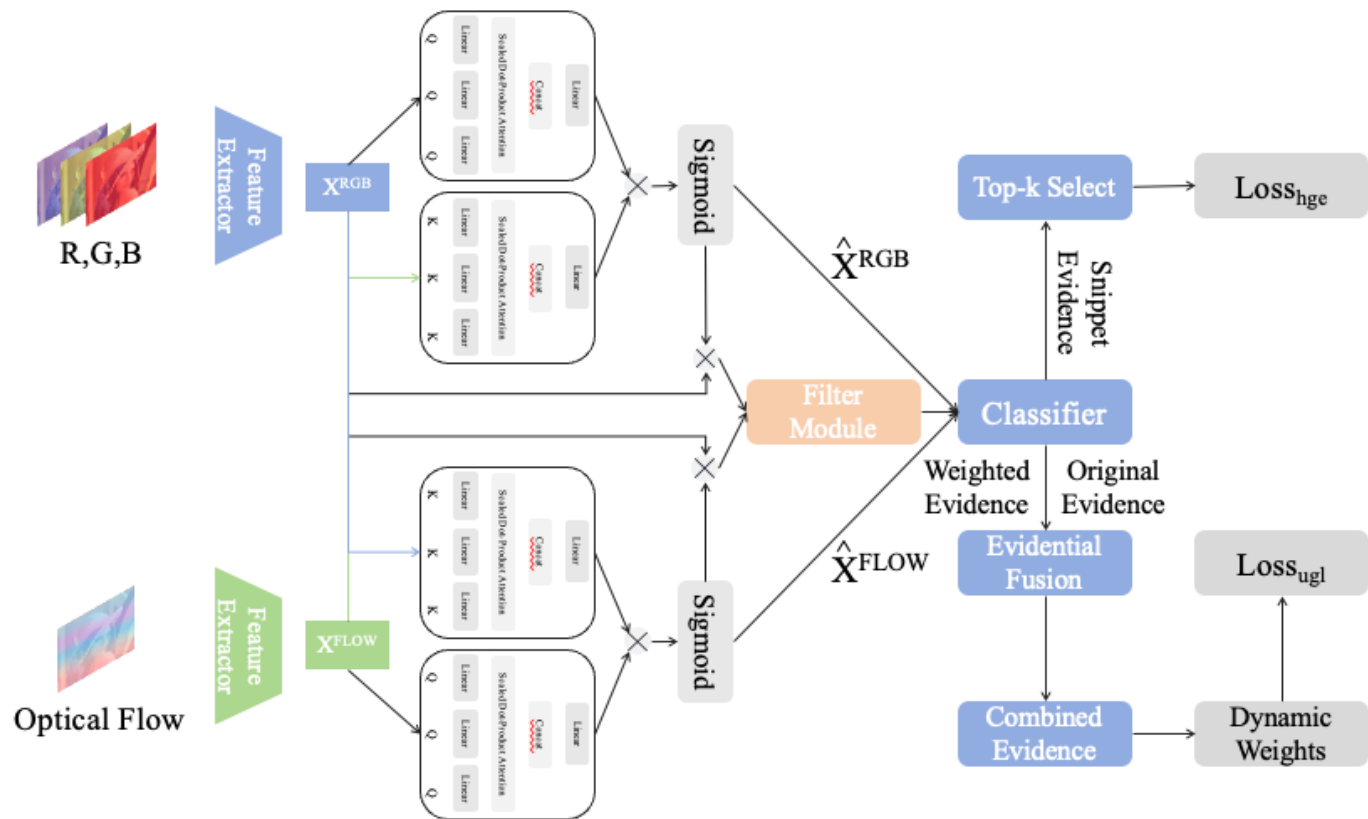 R,G,B
Feature
Extractor
X^RGB
Q
Q
Q
Linear
Linear
Linear
Scaled Dot-Product Attention
Concat
Linear
K
K
K
Linear
Linear
Linear
Scaled Dot-Product Attention
Concat
Linear
Sigmoid
X̂^RGB
Top-k Select
Loss_hge
Snippet
Evidence
Filter
Module
Classifier
Weighted
Evidence
Original
Evidence
Optical Flow
Feature
Extractor
X^FLOW
K
K
K
Linear
Linear
Linear
Scaled Dot-Product Attention
Concat
Linear
Q
Q
Q
Linear
Linear
Linear
Scaled Dot-Product Attention
Concat
Linear
Sigmoid
X̂^FLOW
Evidential
Fusion
Loss_ugl
Combined
Evidence
Dynamic
Weights